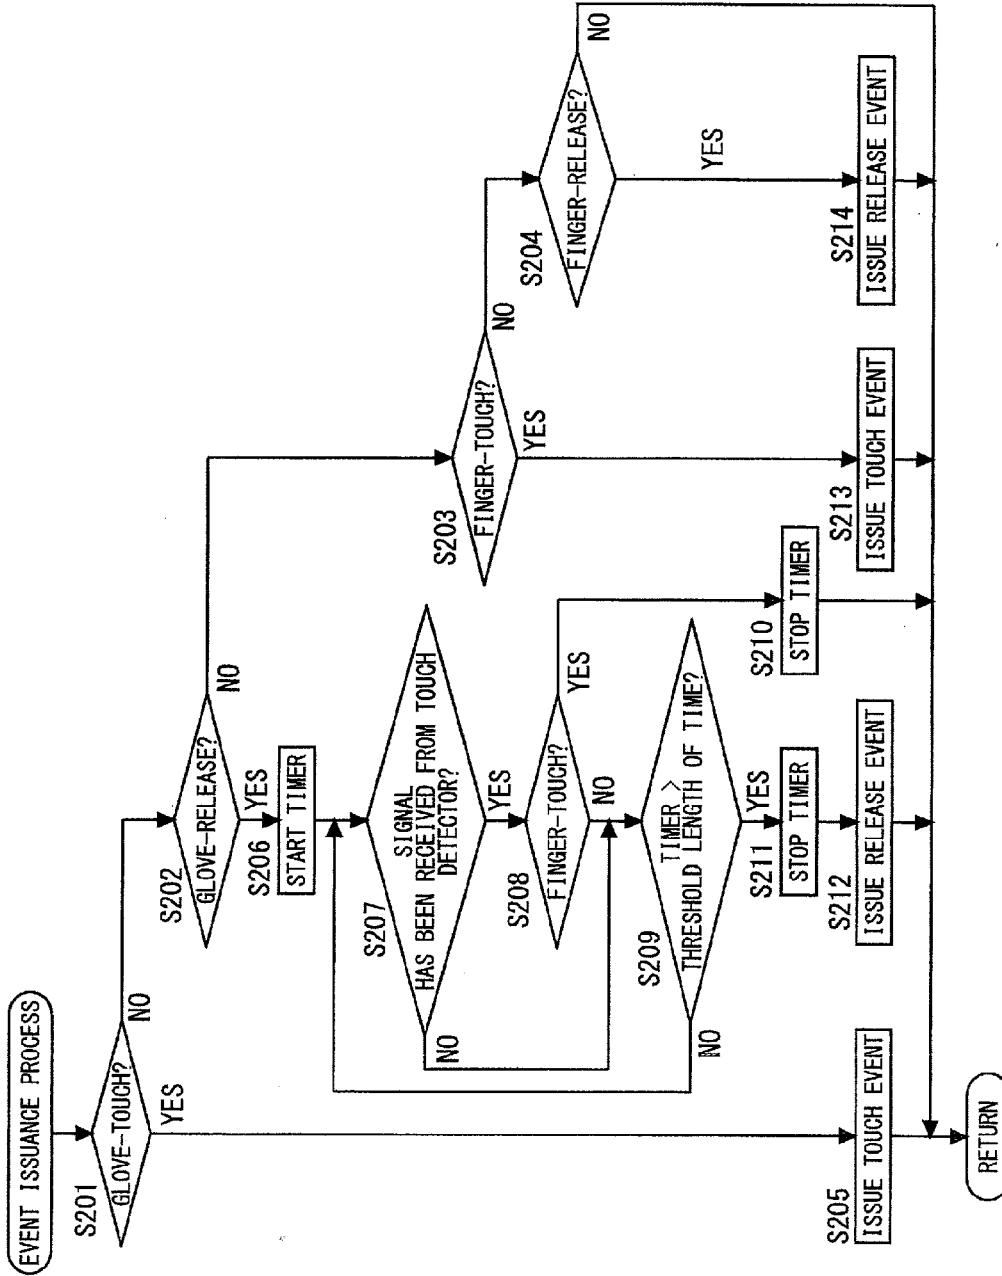 EVENT ISSUANCE PROCESS
S201
GLOVE-TOUCH?
NO
YES
S202
GLOVE-RELEASE?
NO
YES
S206
START TIMER
S207
SIGNAL
HAS BEEN RECEIVED FROM TOUCH
DETECTOR?
NO
YES
S208
FINGER-TOUCH?
YES
NO
S209
TIMER >
THRESHOLD LENGTH OF TIME?
NO
YES
S211
STOP TIMER
S212
ISSUE RELEASE EVENT
S210
STOP TIMER
S203
FINGER-TOUCH?
NO
YES
S213
ISSUE TOUCH EVENT
S204
FINGER-RELEASE?
NO
YES
S214
ISSUE RELEASE EVENT
S205
ISSUE TOUCH EVENT
RETURN